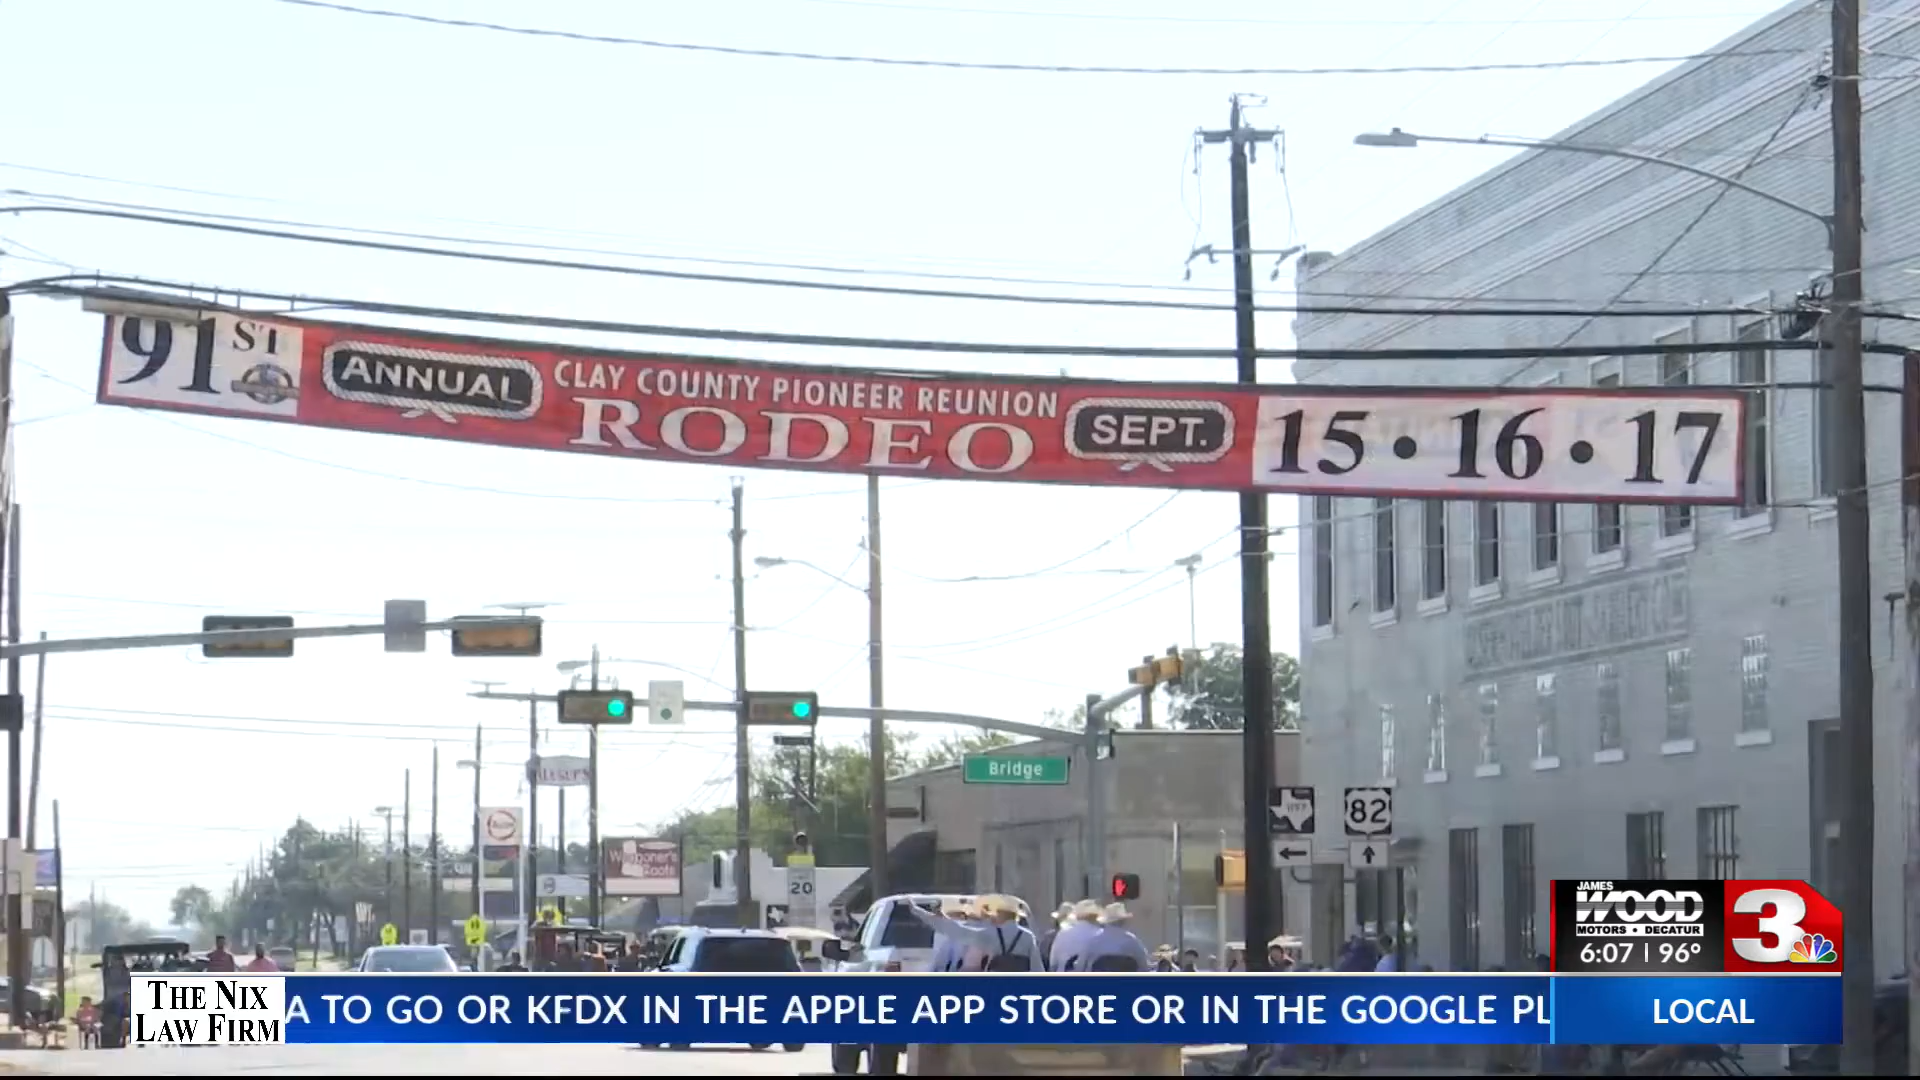 91ST
ANNUAL
CLAY COUNTY PIONEER REUNION
RODEO
SEPT.
15 • 16 • 17
Bridge
82
20
Waggoner's
JAMES
WOOD
MOTORS • DECATUR
6:07 | 96°
3
THE NIX
LAW FIRM
A TO GO OR KFDX IN THE APPLE APP STORE OR IN THE GOOGLE PL
LOCAL